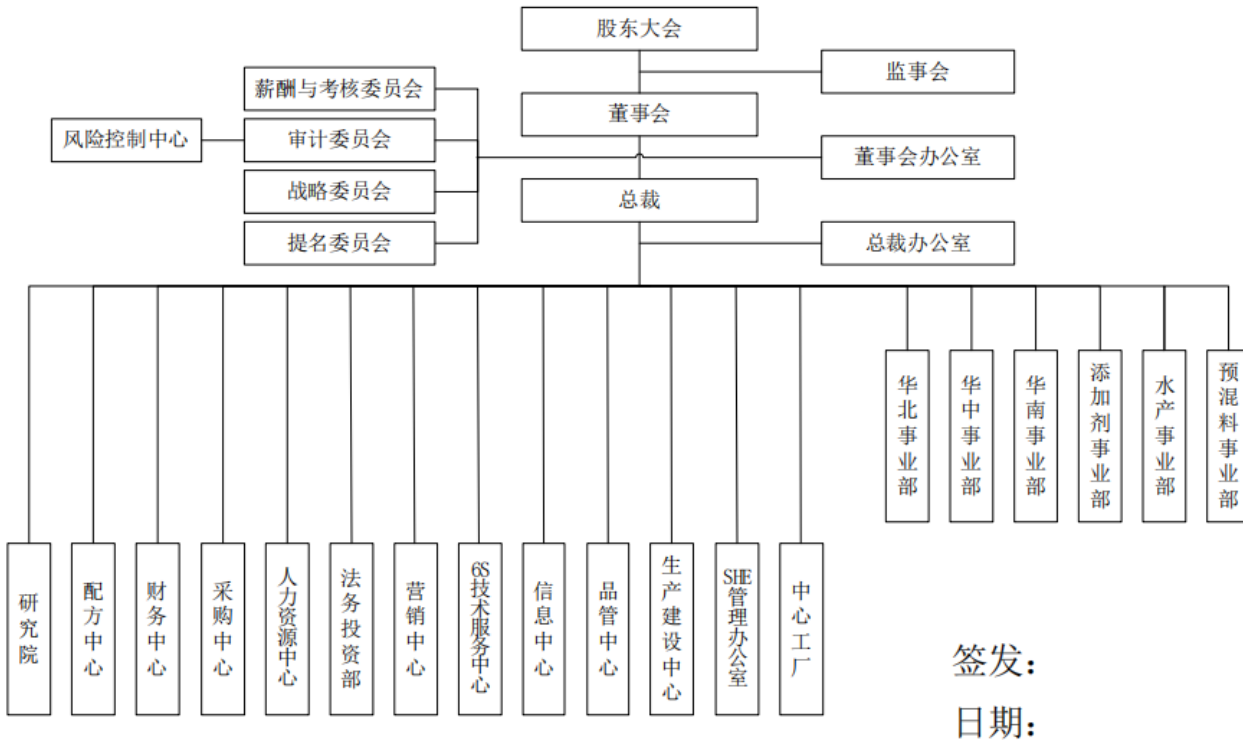 股东大会
监事会
薪酬与考核委员会
董事会
风险控制中心
审计委员会
董事会办公室
战略委员会
总裁
提名委员会
总裁办公室
华北事业部
华中事业部
华南事业部
添加剂事业部
水产事业部
预混料事业部
研究院
配方中心
财务中心
采购中心
人力资源中心
法务投资部
营销中心
6S技术服务中心
信息中心
品管中心
生产建设中心
SHE管理办公室
中心工厂
签发：
日期：